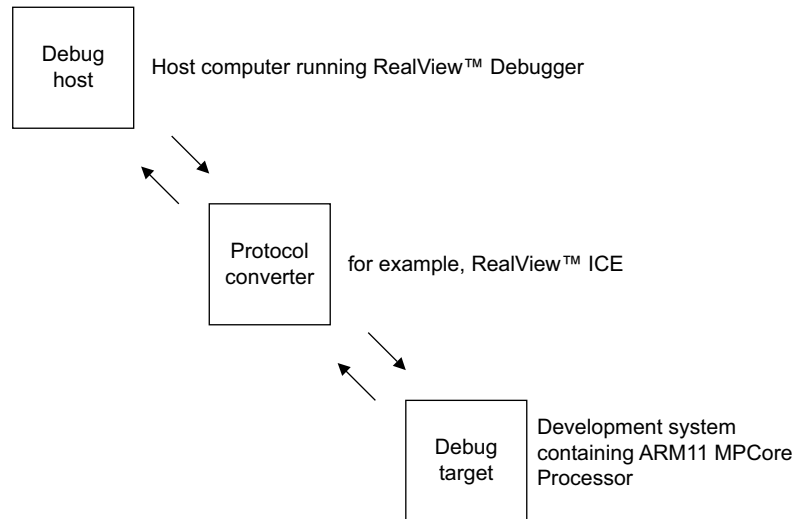 Debug
host
Host computer running RealView™ Debugger
Protocol
converter
for example, RealView™ ICE
Debug
target
Development system
containing ARM11 MPCore
Processor